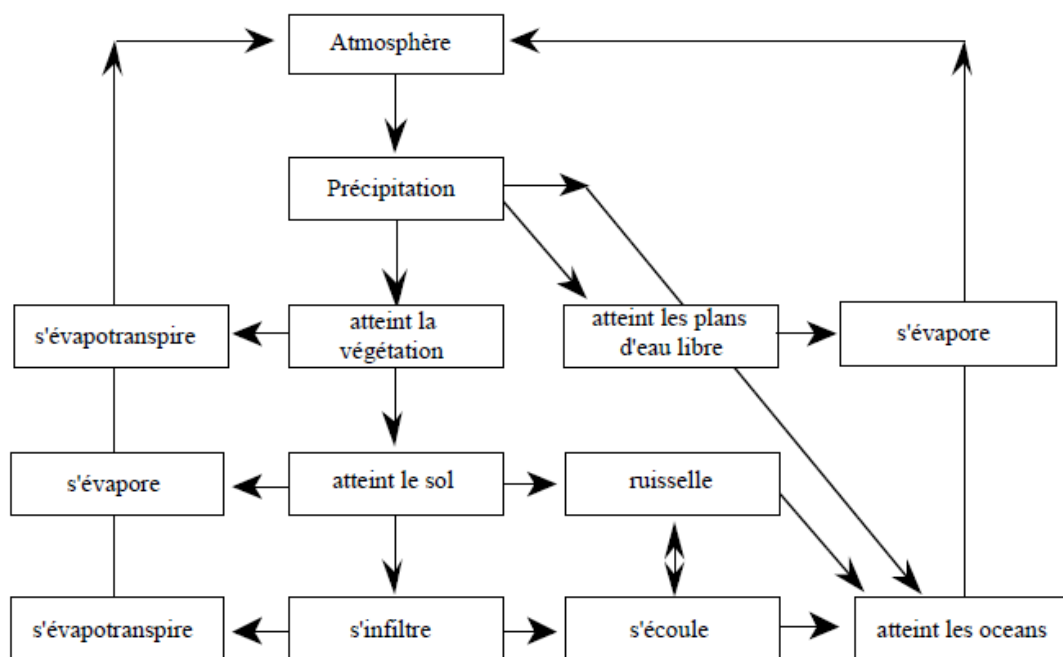 Atmosphère
Précipitation
s'évapotranspire
atteint la
végétation
atteint les plans
d'eau libre
s'évapore
s'évapore
atteint le sol
ruisselle
s'évapotranspire
s'infiltre
s'écoule
atteint les oceans